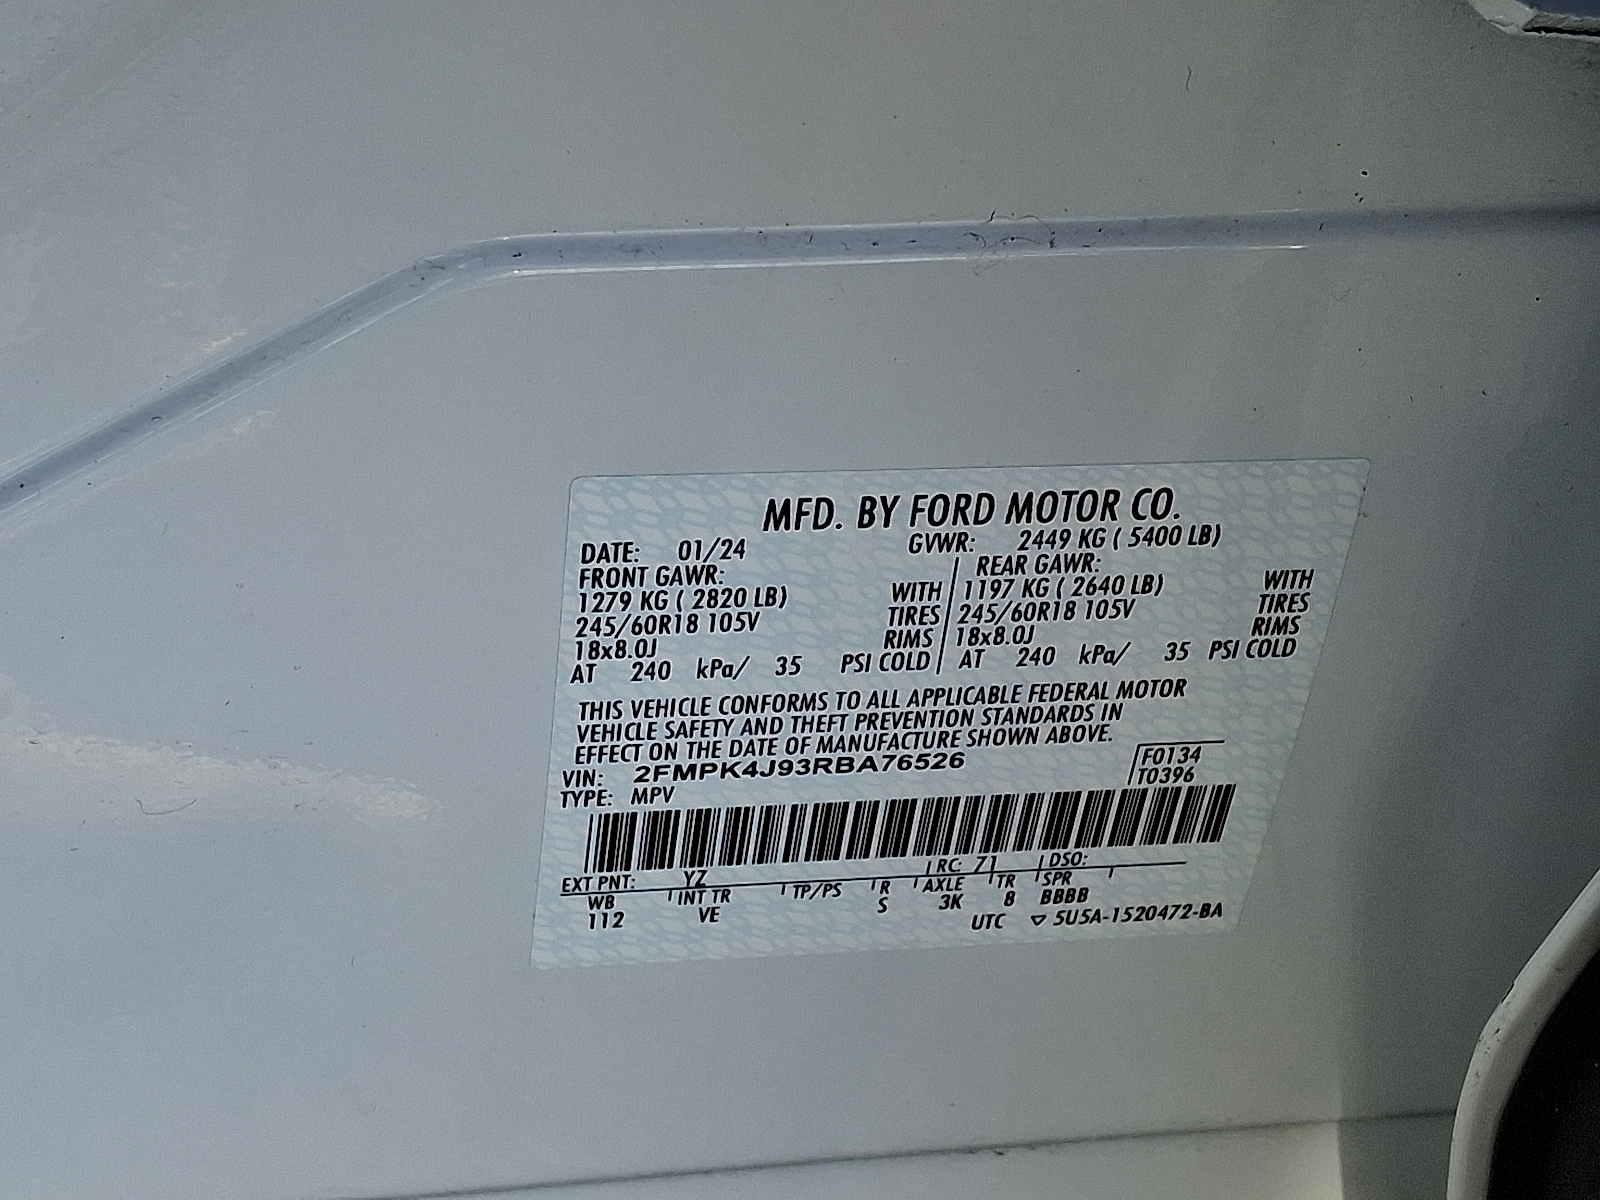 MFD. BY FORD MOTOR CO.
DATE: 01/24 GVWR: 2449 KG ( 5400 LB)
FRONT GAWR: REAR GAWR:
1279 KG ( 2820 LB) WITH 1197 KG ( 2640 LB) WITH
245/60R18 105V TIRES 245/60R18 105V TIRES
18x8.0J RIMS 18x8.0J RIMS
AT 240 kPa/ 35 PSI COLD AT 240 kPa/ 35 PSI COLD
THIS VEHICLE CONFORMS TO ALL APPLICABLE FEDERAL MOTOR
VEHICLE SAFETY AND THEFT PREVENTION STANDARDS IN
EFFECT ON THE DATE OF MANUFACTURE SHOWN ABOVE.
VIN: 2FMPK4J93RBA76526 F0134
TYPE: MPV T0396
EXT PNT: YZ RC: 71 DSO:
WB INT TR TP/PS R AXLE TR SPR
112 VE S 3K 8 BBBB
UTC ▽ 5U5A-1520472-BA